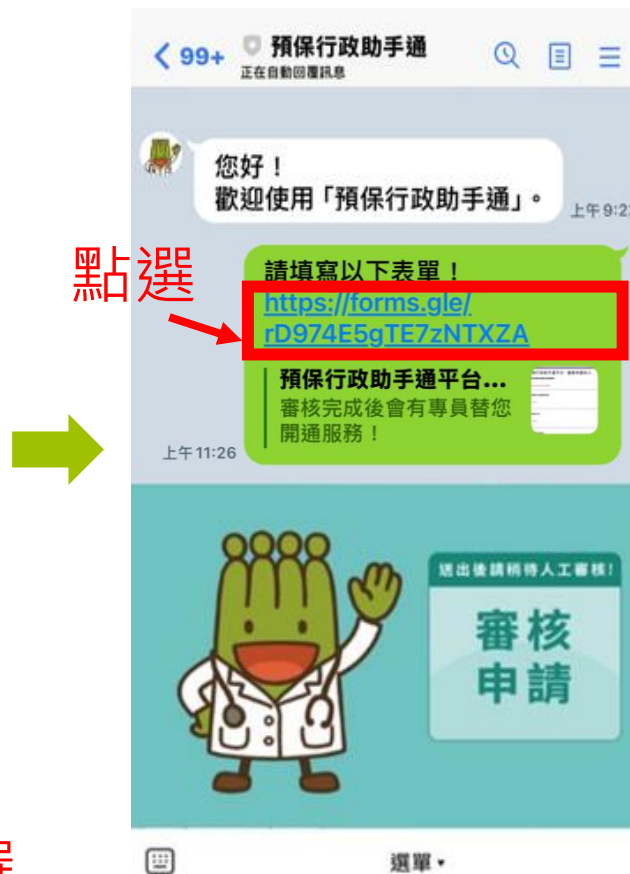 99+
預保行政助手通
正在自動回覆訊息
您好！
歡迎使用「預保行政助手通」。
上午 9:2
點選
請填寫以下表單！
https://forms.gle/
rD974E5gTE7zNTXZA
預保行政助手通平台...
審核完成後會有專員替您
開通服務！
上午 11:26
送出後請稍待人工審核!
審核
申請
選單